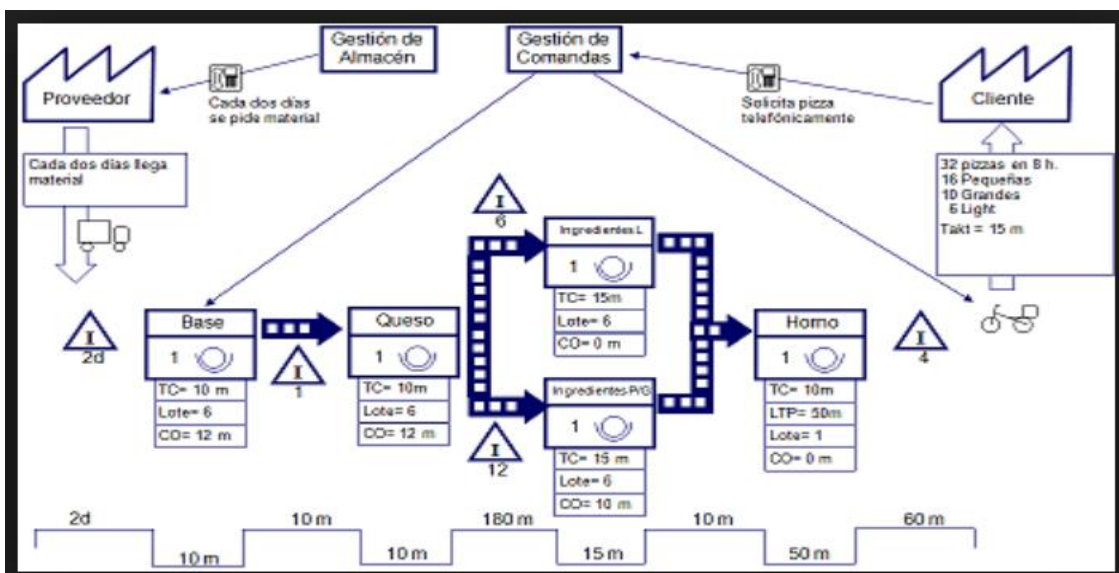 Gestión de
Almacén
Gestión de
Comandas
Proveedor
Cada dos días
se pide material
Solicita pizza
telefónicamente
Cliente
Cada dos días llega
material
32 pizzas en 8 h.
16 Pequeñas
10 Grandes
6 Light
Takt = 15 m
I
6
Ingredientes L
1
TC= 15m
Lote= 6
CO= 0 m
I
2d
Base
1
TC= 10 m
Lote= 6
CO= 12 m
I
1
Queso
1
TC= 10m
Lote= 6
CO= 12 m
I
12
Ingredientes P/G
1
TC= 15 m
Lote= 6
CO= 10 m
Horno
1
TC= 10m
LTP= 50m
Lote= 1
CO= 0 m
I
4
2d
10 m
180 m
10 m
60 m
10 m
10 m
15 m
50 m